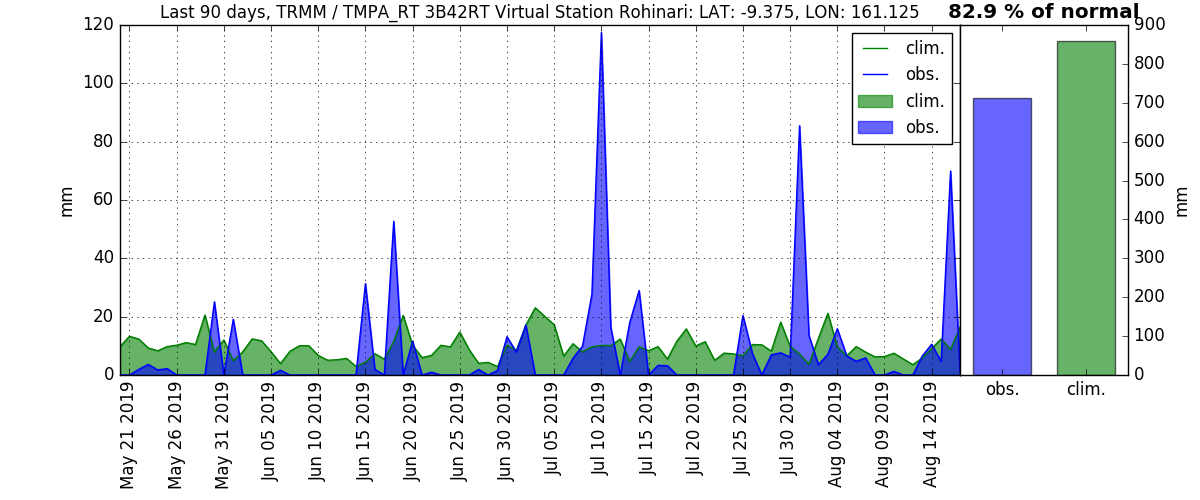 Last 90 days, TRMM / TMPA_RT 3B42RT Virtual Station Rohinari: LAT: -9.375, LON: 161.125
82.9 % of normal
120
100
80
60
40
20
0
mm
clim.
obs.
clim.
obs.
900
800
700
600
500
400
300
200
100
0
mm
May 21 2019
May 26 2019
May 31 2019
Jun 05 2019
Jun 10 2019
Jun 15 2019
Jun 20 2019
Jun 25 2019
Jun 30 2019
Jul 05 2019
Jul 10 2019
Jul 15 2019
Jul 20 2019
Jul 25 2019
Jul 30 2019
Aug 04 2019
Aug 09 2019
Aug 14 2019
obs.
clim.